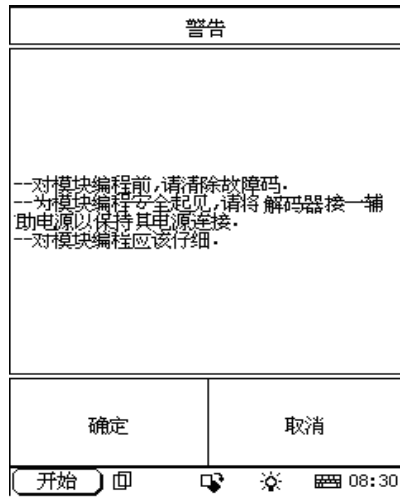 警告
--对模块编程前,请清除故障码.
--为模块编程安全起见,请将解码器接一辅
助电源以保持其电源连接.
--对模块编程应该仔细.
确定
取消
开始
08:30